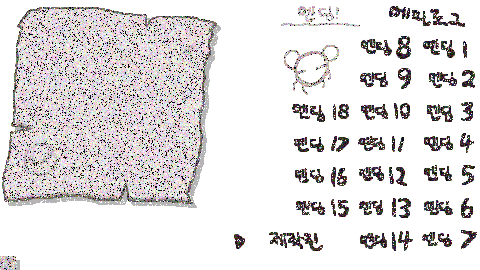 엔딩! 에필로그
엔딩 8 엔딩 1
엔딩 9 엔딩 2
엔딩 18 엔딩 10 엔딩 3
엔딩 17 엔딩 11 엔딩 4
엔딩 16 엔딩 12 엔딩 5
엔딩 15 엔딩 13 엔딩 6
제작진 엔딩 14 엔딩 7